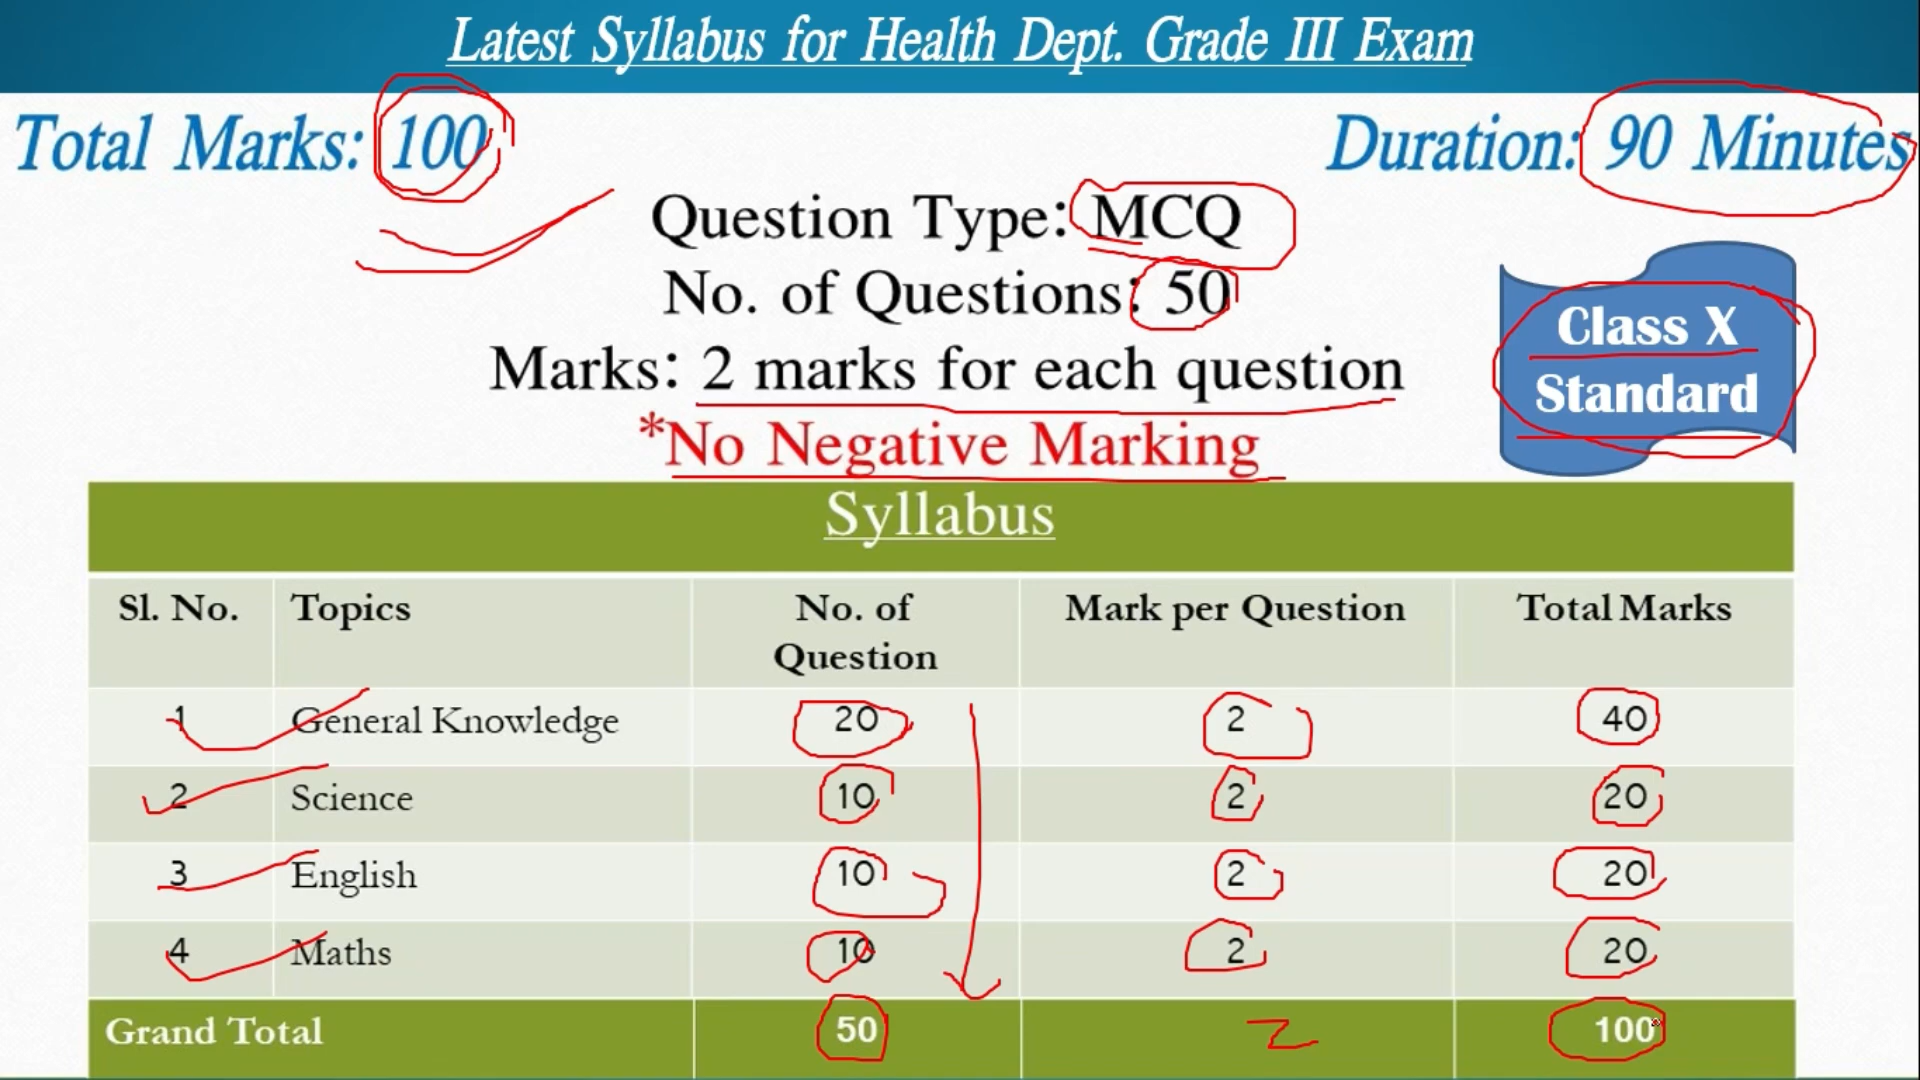 Latest Syllabus for Health Dept. Grade III Exam
Total Marks: 100
Duration: 90 Minutes
Question Type: MCQ
No. of Questions: 50
Marks: 2 marks for each question
*No Negative Marking
Class X
Standard
Syllabus
Sl. No. Topics No. of Question Mark per Question Total Marks
1 General Knowledge 20 2 40
2 Science 10 2 20
3 English 10 2 20
4 Maths 10 2 20
Grand Total 50 2 100